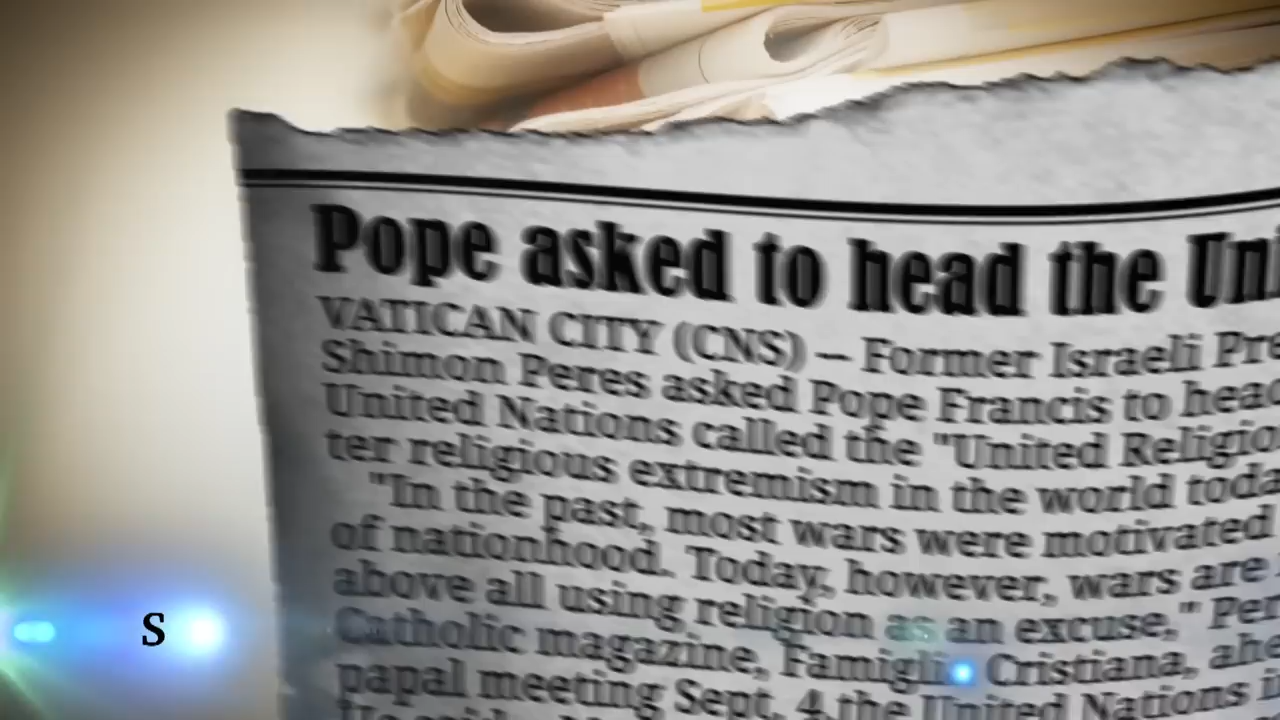 Pope asked to head the Uni
VATICAN CITY (CNS) – Former Israeli Pre
Shimon Peres asked Pope Francis to head
United Nations called the "United Religio
ter religious extremism in the world toda
"In the past, most wars were motivated
of nationhood. Today, however, wars are
above all using religion as an excuse," Per
Catholic magazine, Famiglia Cristiana, ahe
papal meeting Sept. 4.the United Nations i
S